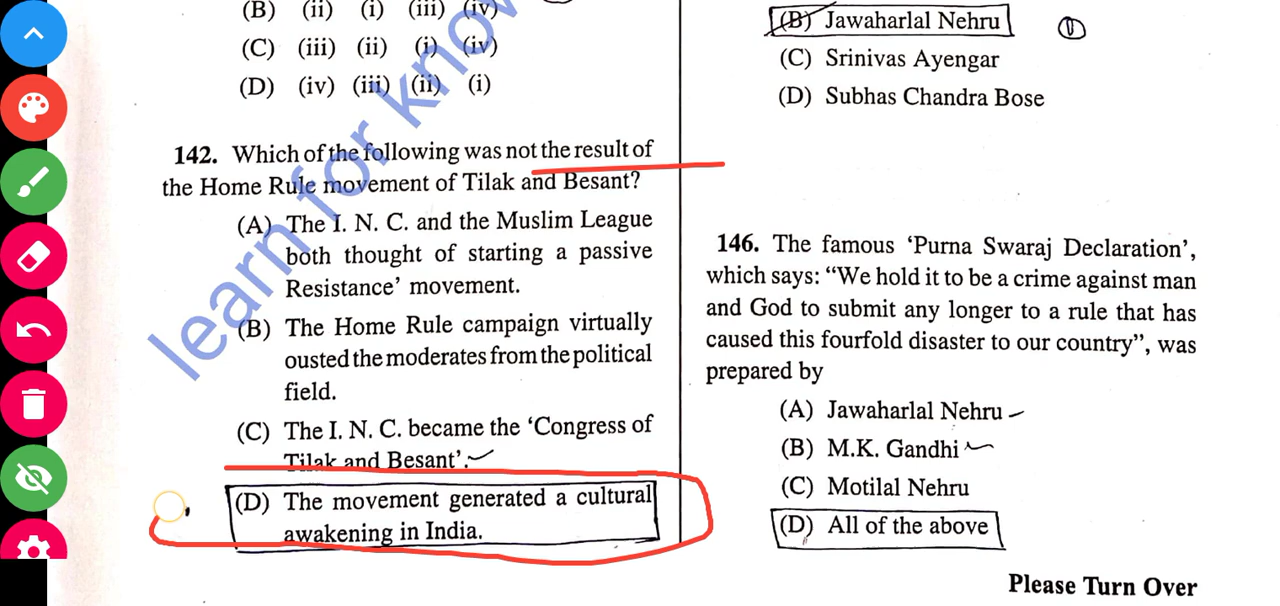 (B) (ii) (i) (iii) (iv)
(C) (iii) (ii) (i) (iv)
(D) (iv) (iii) (ii) (i)
142. Which of the following was not the result of
the Home Rule movement of Tilak and Besant?
(A) The I. N. C. and the Muslim League
both thought of starting a passive
Resistance’ movement.
(B) The Home Rule campaign virtually
ousted the moderates from the political
field.
(C) The I. N. C. became the ‘Congress of
Tilak and Besant’.
(D) The movement generated a cultural
awakening in India.
(B) Jawaharlal Nehru
(C) Srinivas Ayengar
(D) Subhas Chandra Bose
146. The famous ‘Purna Swaraj Declaration’,
which says: “We hold it to be a crime against man
and God to submit any longer to a rule that has
caused this fourfold disaster to our country”, was
prepared by
(A) Jawaharlal Nehru
(B) M.K. Gandhi
(C) Motilal Nehru
(D) All of the above
Please Turn Over
learn for know